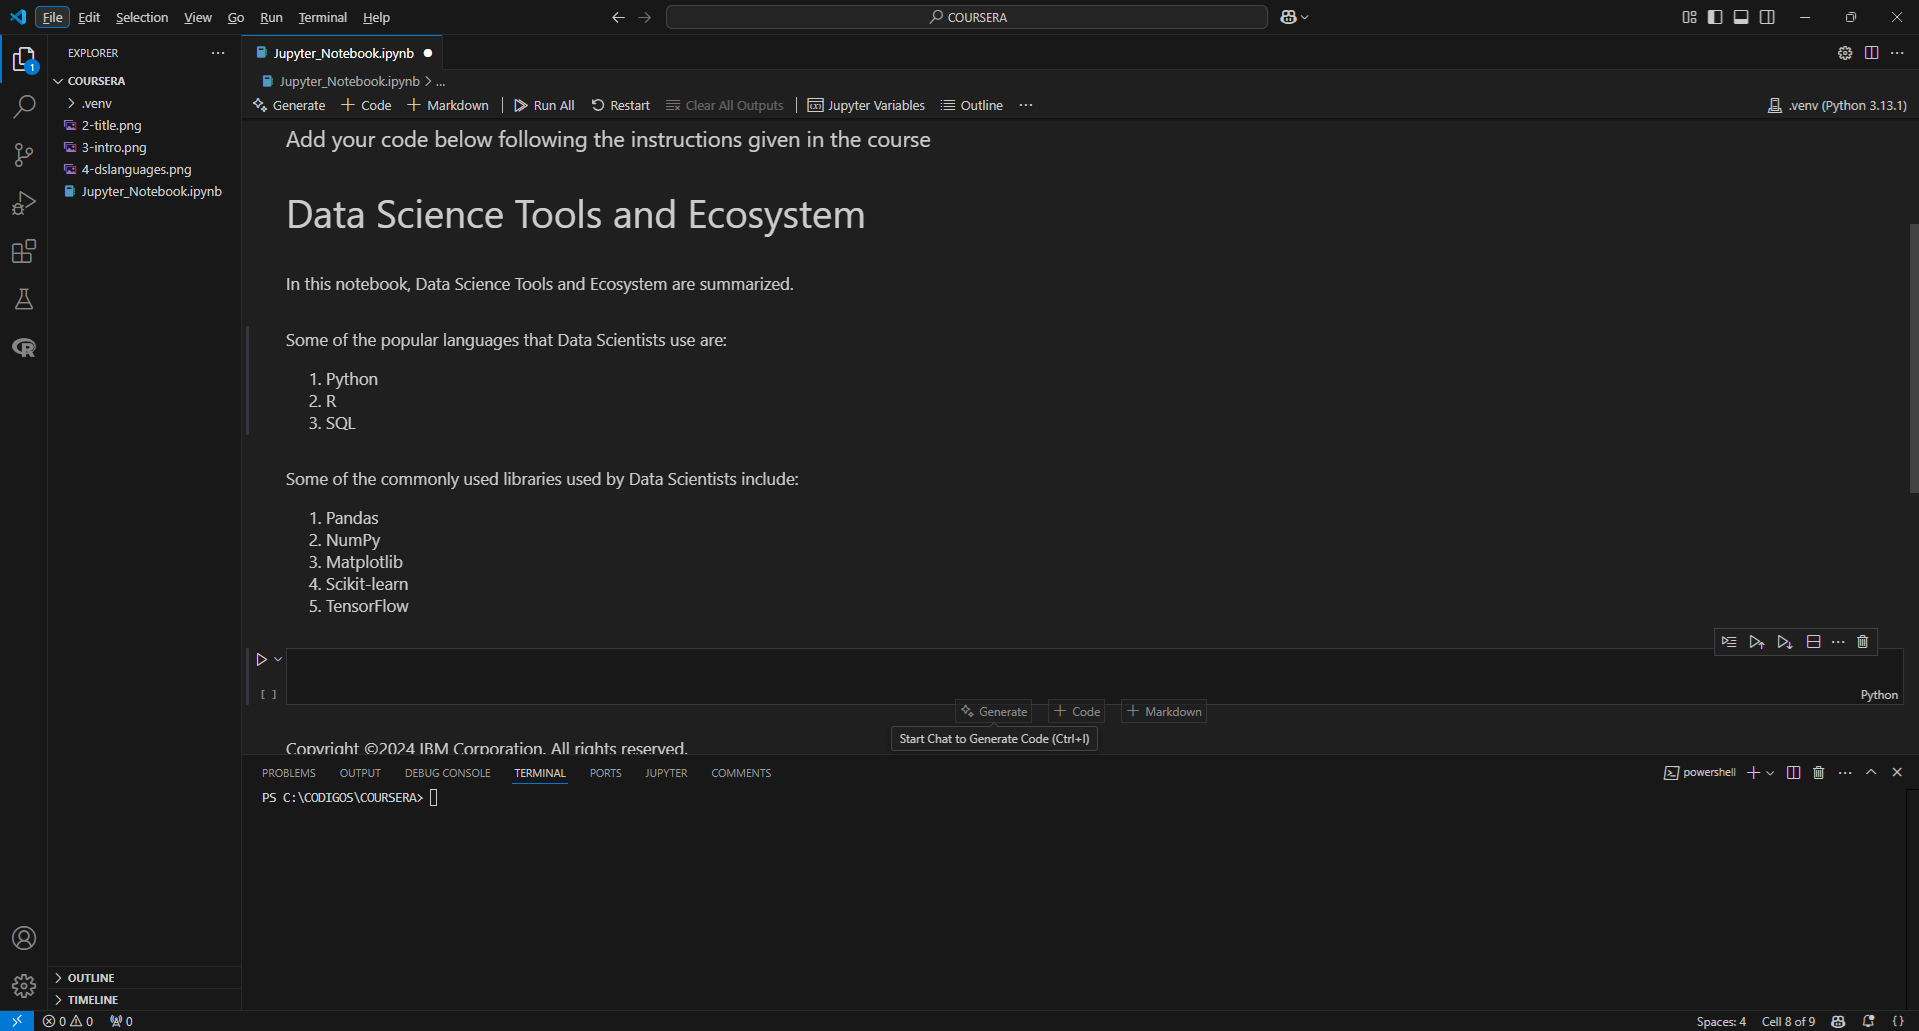 File Edit Selection View Go Run Terminal Help
COURSERA
EXPLORER
COURSERA
.venv
2-title.png
3-intro.png
4-dslanguages.png
Jupyter_Notebook.ipynb
OUTLINE
TIMELINE
Jupyter_Notebook.ipynb
Jupyter_Notebook.ipynb > ...
Generate + Code + Markdown Run All Restart Clear All Outputs Jupyter Variables Outline ...
.venv (Python 3.13.1)
Add your code below following the instructions given in the course
Data Science Tools and Ecosystem
In this notebook, Data Science Tools and Ecosystem are summarized.
Some of the popular languages that Data Scientists use are:
1. Python
2. R
3. SQL
Some of the commonly used libraries used by Data Scientists include:
1. Pandas
2. NumPy
3. Matplotlib
4. Scikit-learn
5. TensorFlow
[ ]
Python
Generate + Code + Markdown
Start Chat to Generate Code (Ctrl+I)
Copyright ©2024 IBM Corporation. All rights reserved.
PROBLEMS OUTPUT DEBUG CONSOLE TERMINAL PORTS JUPYTER COMMENTS
powershell
PS C:\CODIGOS\COURSERA>
1
0 0 0
Spaces: 4 Cell 8 of 9